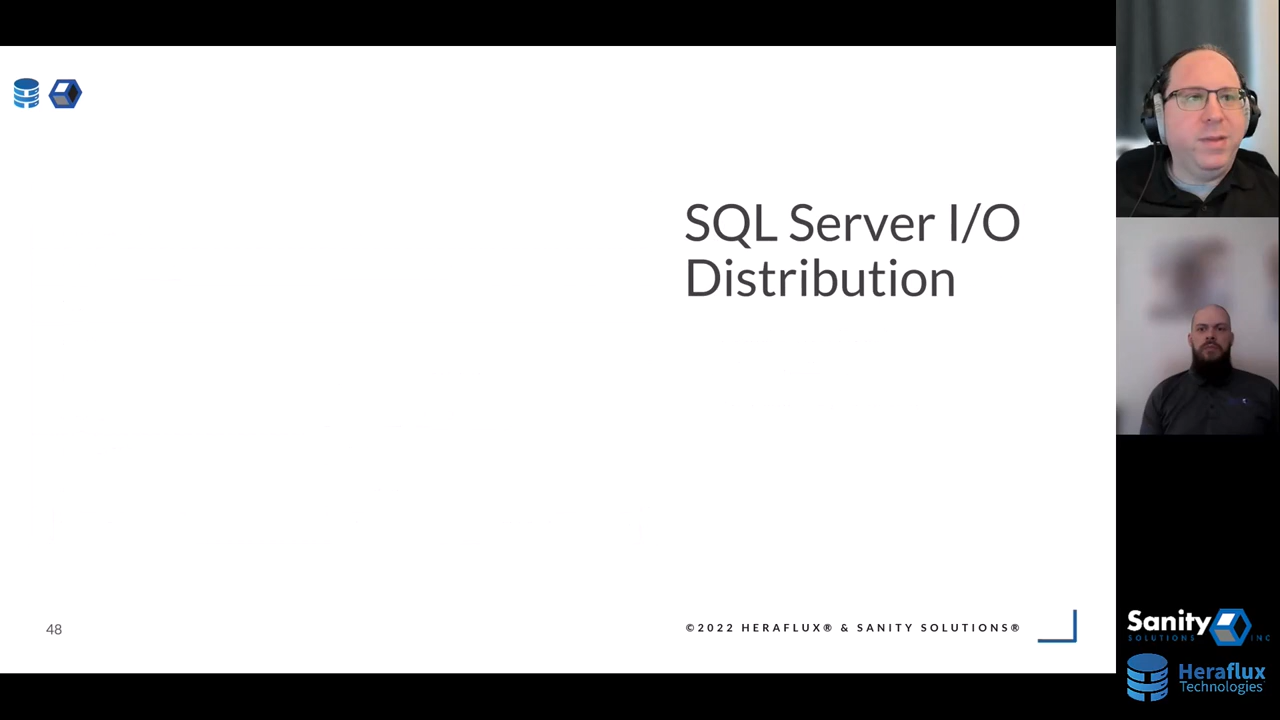 SQL Server I/O
Distribution
48
©2022 HERAFLUX® & SANITY SOLUTIONS®
Sanity
SOLUTIONS INC
Heraflux
Technologies